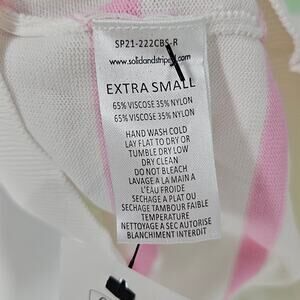 SP21-222CBS-R
www.solidandstriped.com
EXTRA SMALL
65% VISCOSE 35% NYLON
65% VISCOSE 35% NYLON
HAND WASH COLD
LAY FLAT TO DRY OR
TUMBLE DRY LOW
DRY CLEAN
DO NOT BLEACH
LAVAGE A LA MAIN A
L'EAU FROIDE
SECHAGE A PLAT OU
SECHAGE TAMBOUR FAIBLE
TEMPERATURE
NETTOYAGE A SEC AUTORISE
BLANCHIMENT INTERDIT